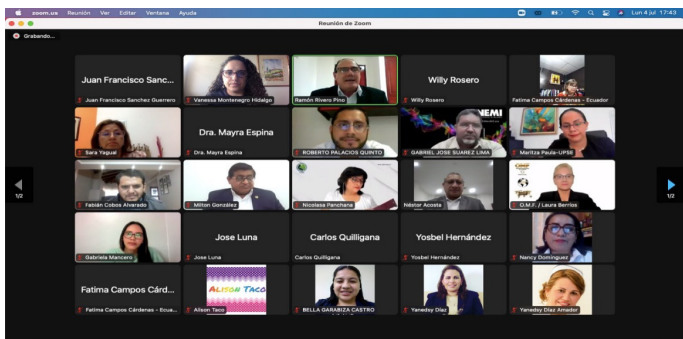 zoom.us Reunión Ver Editar Ventana Ayuda Lun 4 jul 17:43
Reunión de Zoom
Grabando...
Juan Francisco Sanc...
Willy Rosero
Juan Francisco Sanchez Guerrero
Vanessa Montenegro Hidalgo
Ramón Rivero Pino
Willy Rosero
Fatima Campos Cárdenas - Ecuador
Dra. Mayra Espina
NEMI
Sara Yagual
Dra. Mayra Espina
ROBERTO PALACIOS QUINTO
GABRIEL JOSE SUAREZ LIMA
Maritza Paula-UPSE
1/2
1/2
Fabián Cobos Alvarado
Milton González
Nicolasa Panchana
Néstor Acosta
O.M.F. / Laura Berrios
Jose Luna
Carlos Quilligana
Yosbel Hernández
Gabriela Mancero
Jose Luna
Carlos Quilligana
Yosbel Hernández
Nancy Domínguez
Fatima Campos Cárd...
ALISON TACO
Fatima Campos Cárdenas - Ecua...
Alison Taco
BELLA GARABIZA CASTRO
Yanedsy Díaz
Yanedsy Díaz Amador